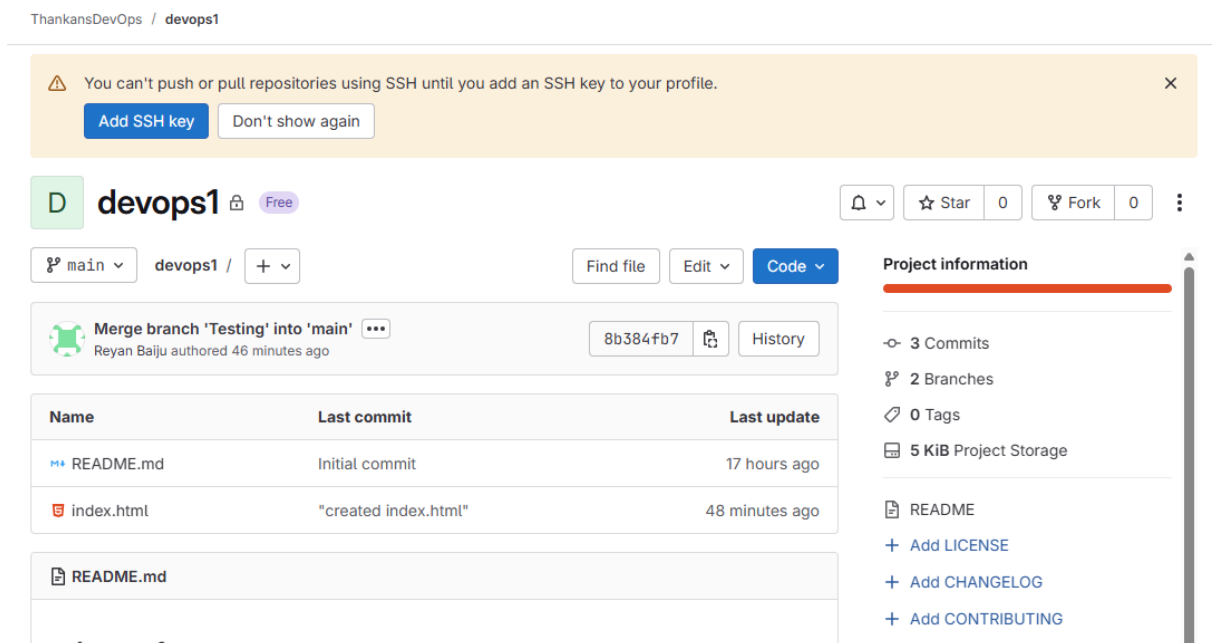 ThankansDevOps / devops1
You can't push or pull repositories using SSH until you add an SSH key to your profile.
Add SSH key Don't show again
D devops1 Free
Star 0 Fork 0
main devops1 / + Find file Edit Code
Project information
Merge branch 'Testing' into 'main'
Reyan Baiju authored 46 minutes ago
8b384fb7 History
3 Commits
2 Branches
0 Tags
5 KiB Project Storage
Name Last commit Last update
README.md Initial commit 17 hours ago
index.html "created index.html" 48 minutes ago
README.md
README
+ Add LICENSE
+ Add CHANGELOG
+ Add CONTRIBUTING